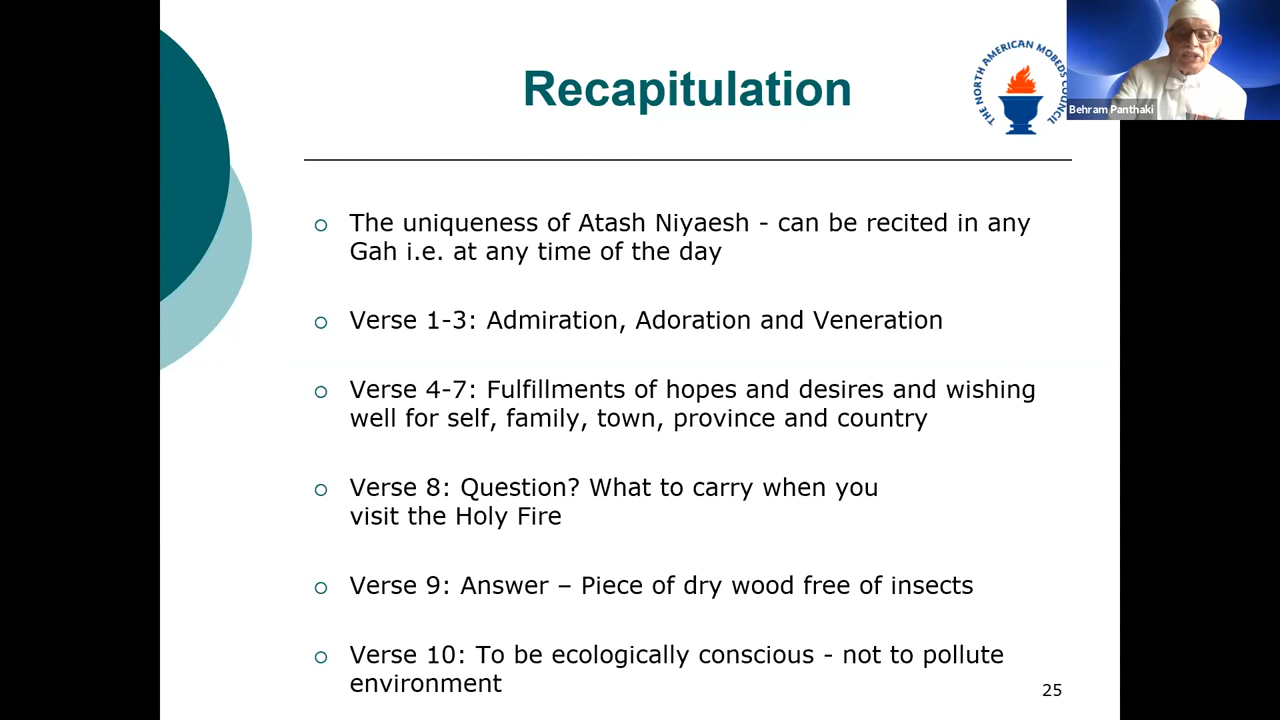 Recapitulation
THE NORTH AMERICAN MOBEDS COUNCIL
Behram Panthaki
The uniqueness of Atash Niyaesh - can be recited in any
Gah i.e. at any time of the day
Verse 1-3: Admiration, Adoration and Veneration
Verse 4-7: Fulfillments of hopes and desires and wishing
well for self, family, town, province and country
Verse 8: Question? What to carry when you
visit the Holy Fire
Verse 9: Answer – Piece of dry wood free of insects
Verse 10: To be ecologically conscious - not to pollute
environment
25